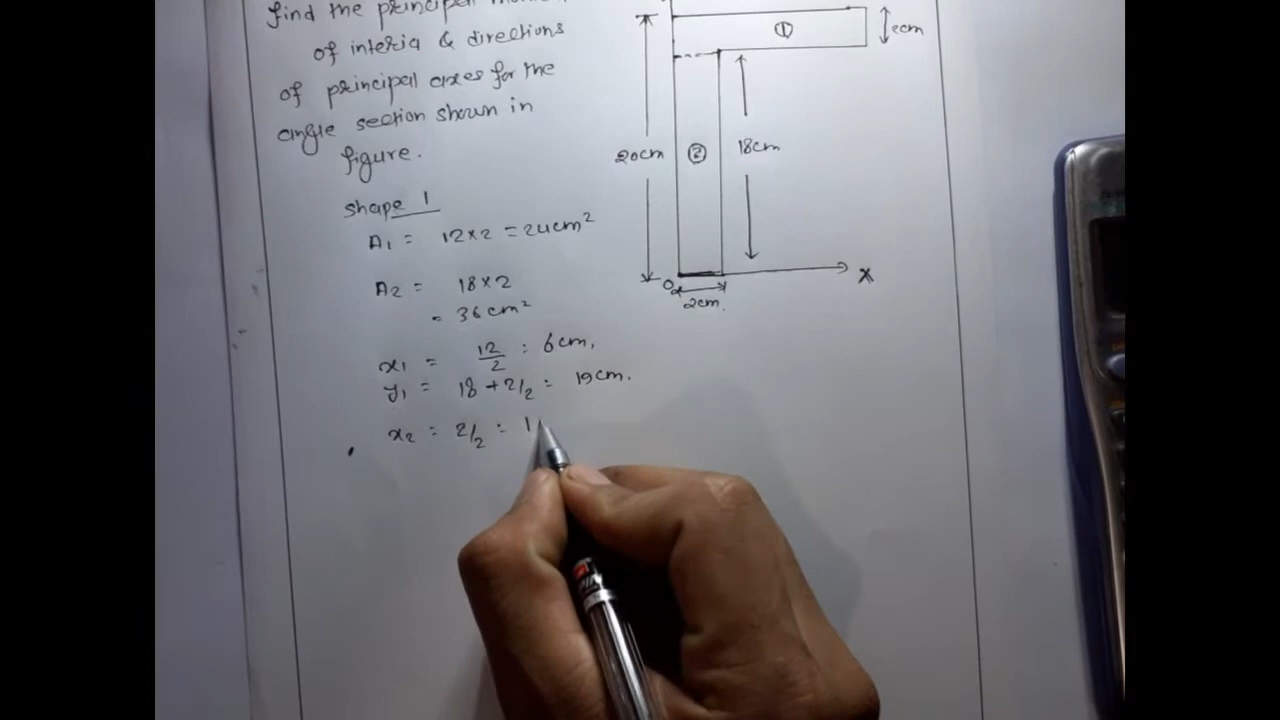 find the principal
of interia & directions
of principal axes for the
angle section shown in
figure.
shape 1
A1 = 12×2 = 24cm²
A2 = 18×2
= 36cm²
x1 = 12/2 = 6cm,
y1 = 18+2/2 = 19cm.
x2 = 2/2 = 1
①
2cm
20cm
②
18cm
O
X
2cm.